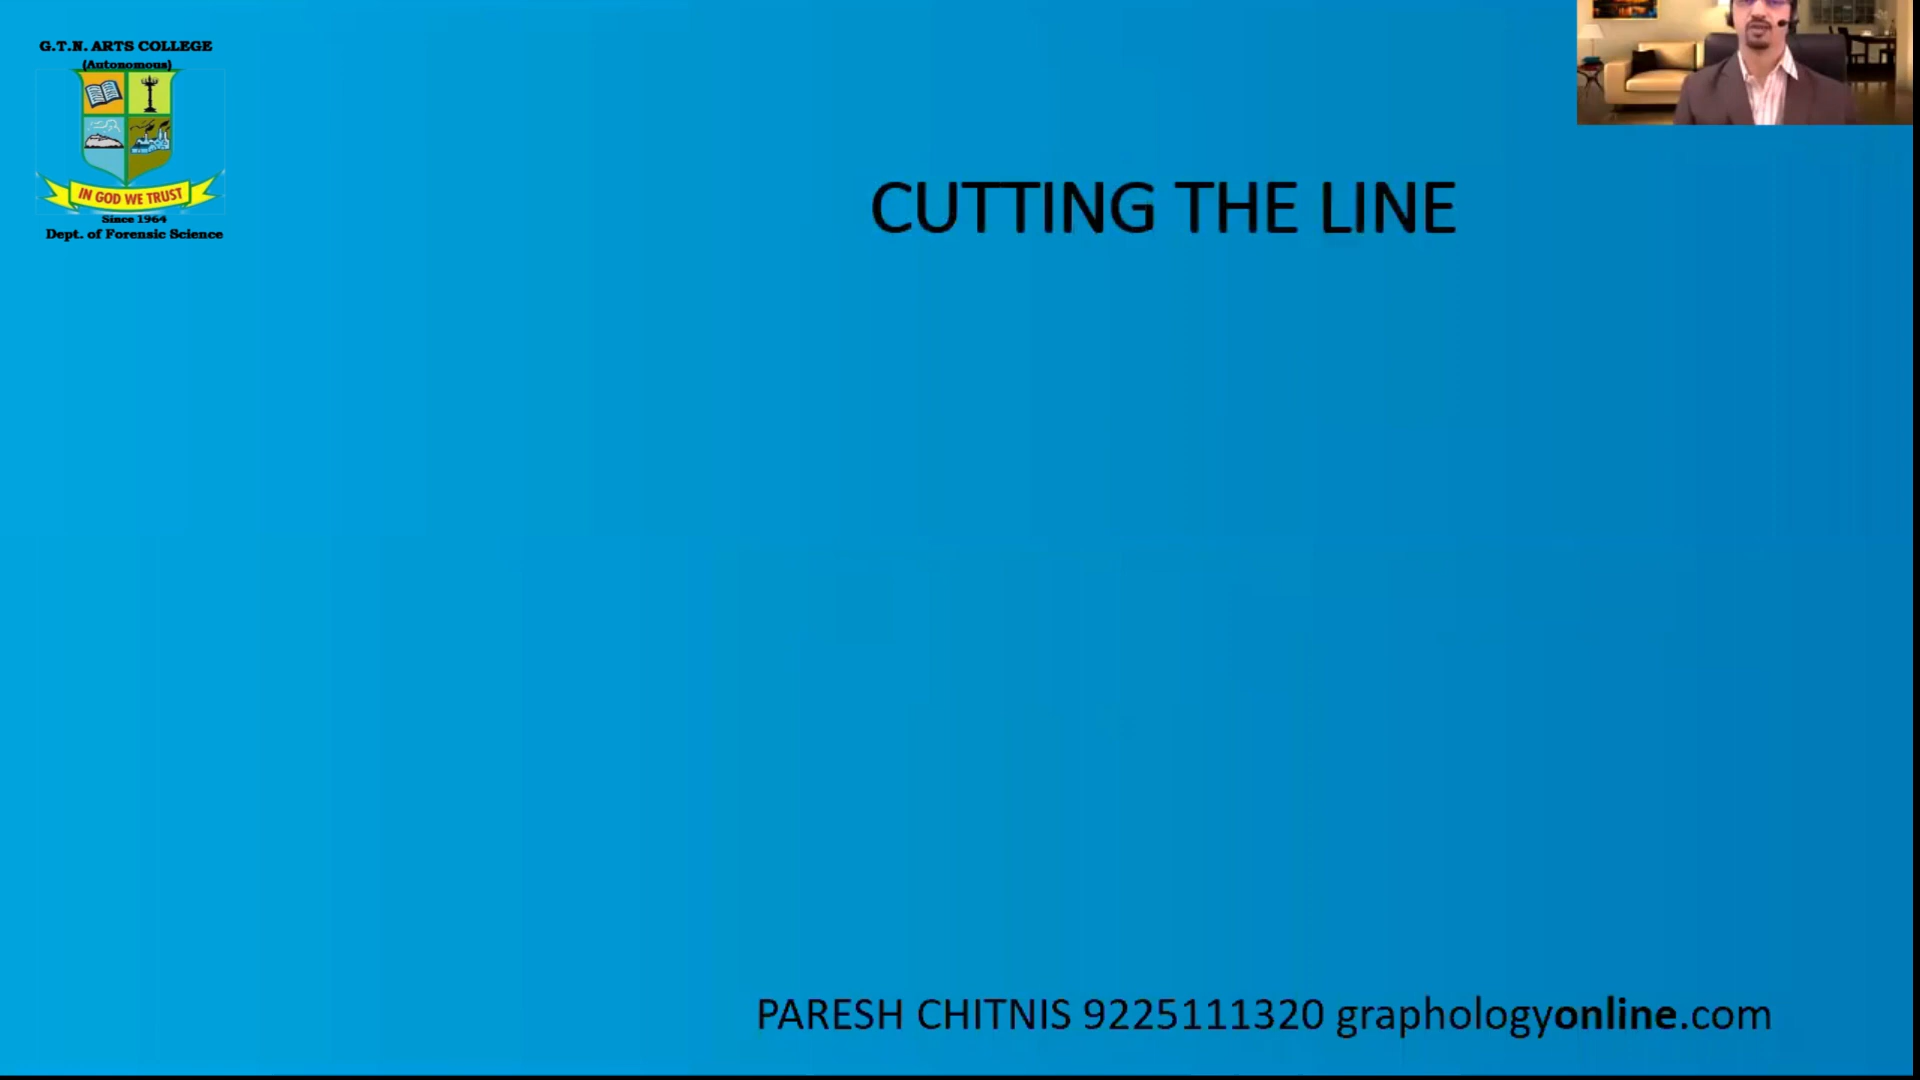 G.T.N. ARTS COLLEGE
(Autonomous)
IN GOD WE TRUST
Since 1964
Dept. of Forensic Science
CUTTING THE LINE
PARESH CHITNIS 9225111320 graphologyonline.com